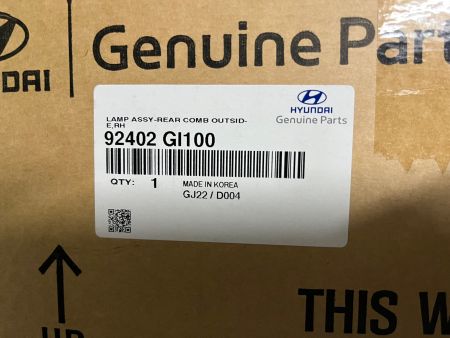 HYUNDAI
Genuine Parts
LAMP ASSY-REAR COMB OUTSID-
E,RH
92402 GI100
QTY: 1
MADE IN KOREA
GJ22 / D004
HYUNDAI
Genuine Parts
THIS W